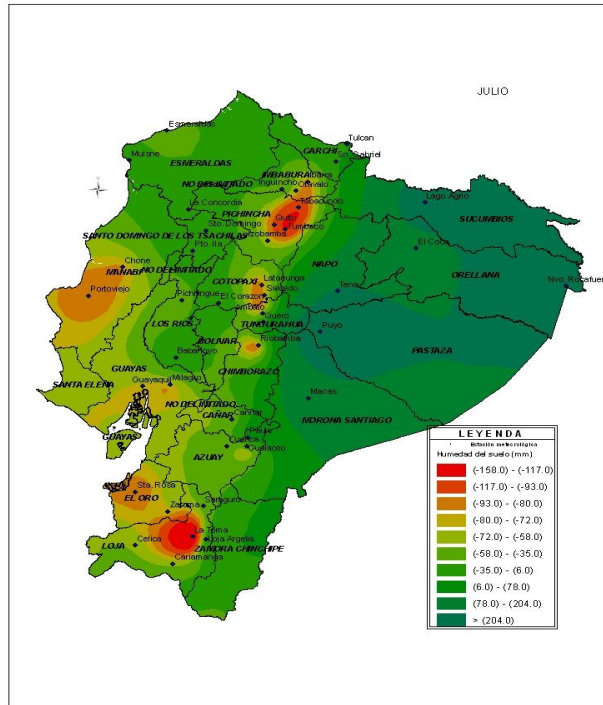 JULIO
Esmeraldas
Tulcan
Muisne
CARCHI
San Gabriel
ESMERALDAS
IMBABURA
Ibarra
NO DELIMITADO
Inguincho
Otavalo
La Concordia
Tabacundo
Lago Agrio
PICHINCHA
Quito
SUCUMBIOS
Sto. Domingo
Tumbaco
SANTO DOMINGO DE LOS TSACHILAS
Izobamba
Pto. Ila
El Coca
NAPO
Chone
MANABI
NO DELIMITADO
ORELLANA
COTOPAXI
Latacunga
Nvo. Rocafuer
Portoviejo
Pichilingue
El Corazon
Salcedo
Tena
Ambato
Quero
LOS RIOS
TUNGURAHUA
Puyo
BOLIVAR
Riobamba
PASTAZA
Babahoyo
GUAYAS
CHIMBORAZO
SANTA ELENA
Guayaquil
Milagro
Macas
NO DELIMITADO
CAÑAR
Cañar
MORONA SANTIAGO
GUAYAS
Paute
Cuenca
Gualaceo
AZUAY
Sta. Rosa
EL ORO
Zaruma
Saraguro
La Toma
LOJA
Celica
Loja Argelia
ZAMORA CHINCHIPE
Cariamanga
LEYENDA
Estación meteorológica
Humedad del suelo (mm)
(-158.0) - (-117.0)
(-117.0) - (-93.0)
(-93.0) - (-80.0)
(-80.0) - (-72.0)
(-72.0) - (-58.0)
(-58.0) - (-35.0)
(-35.0) - (6.0)
(6.0) - (78.0)
(78.0) - (204.0)
> (204.0)